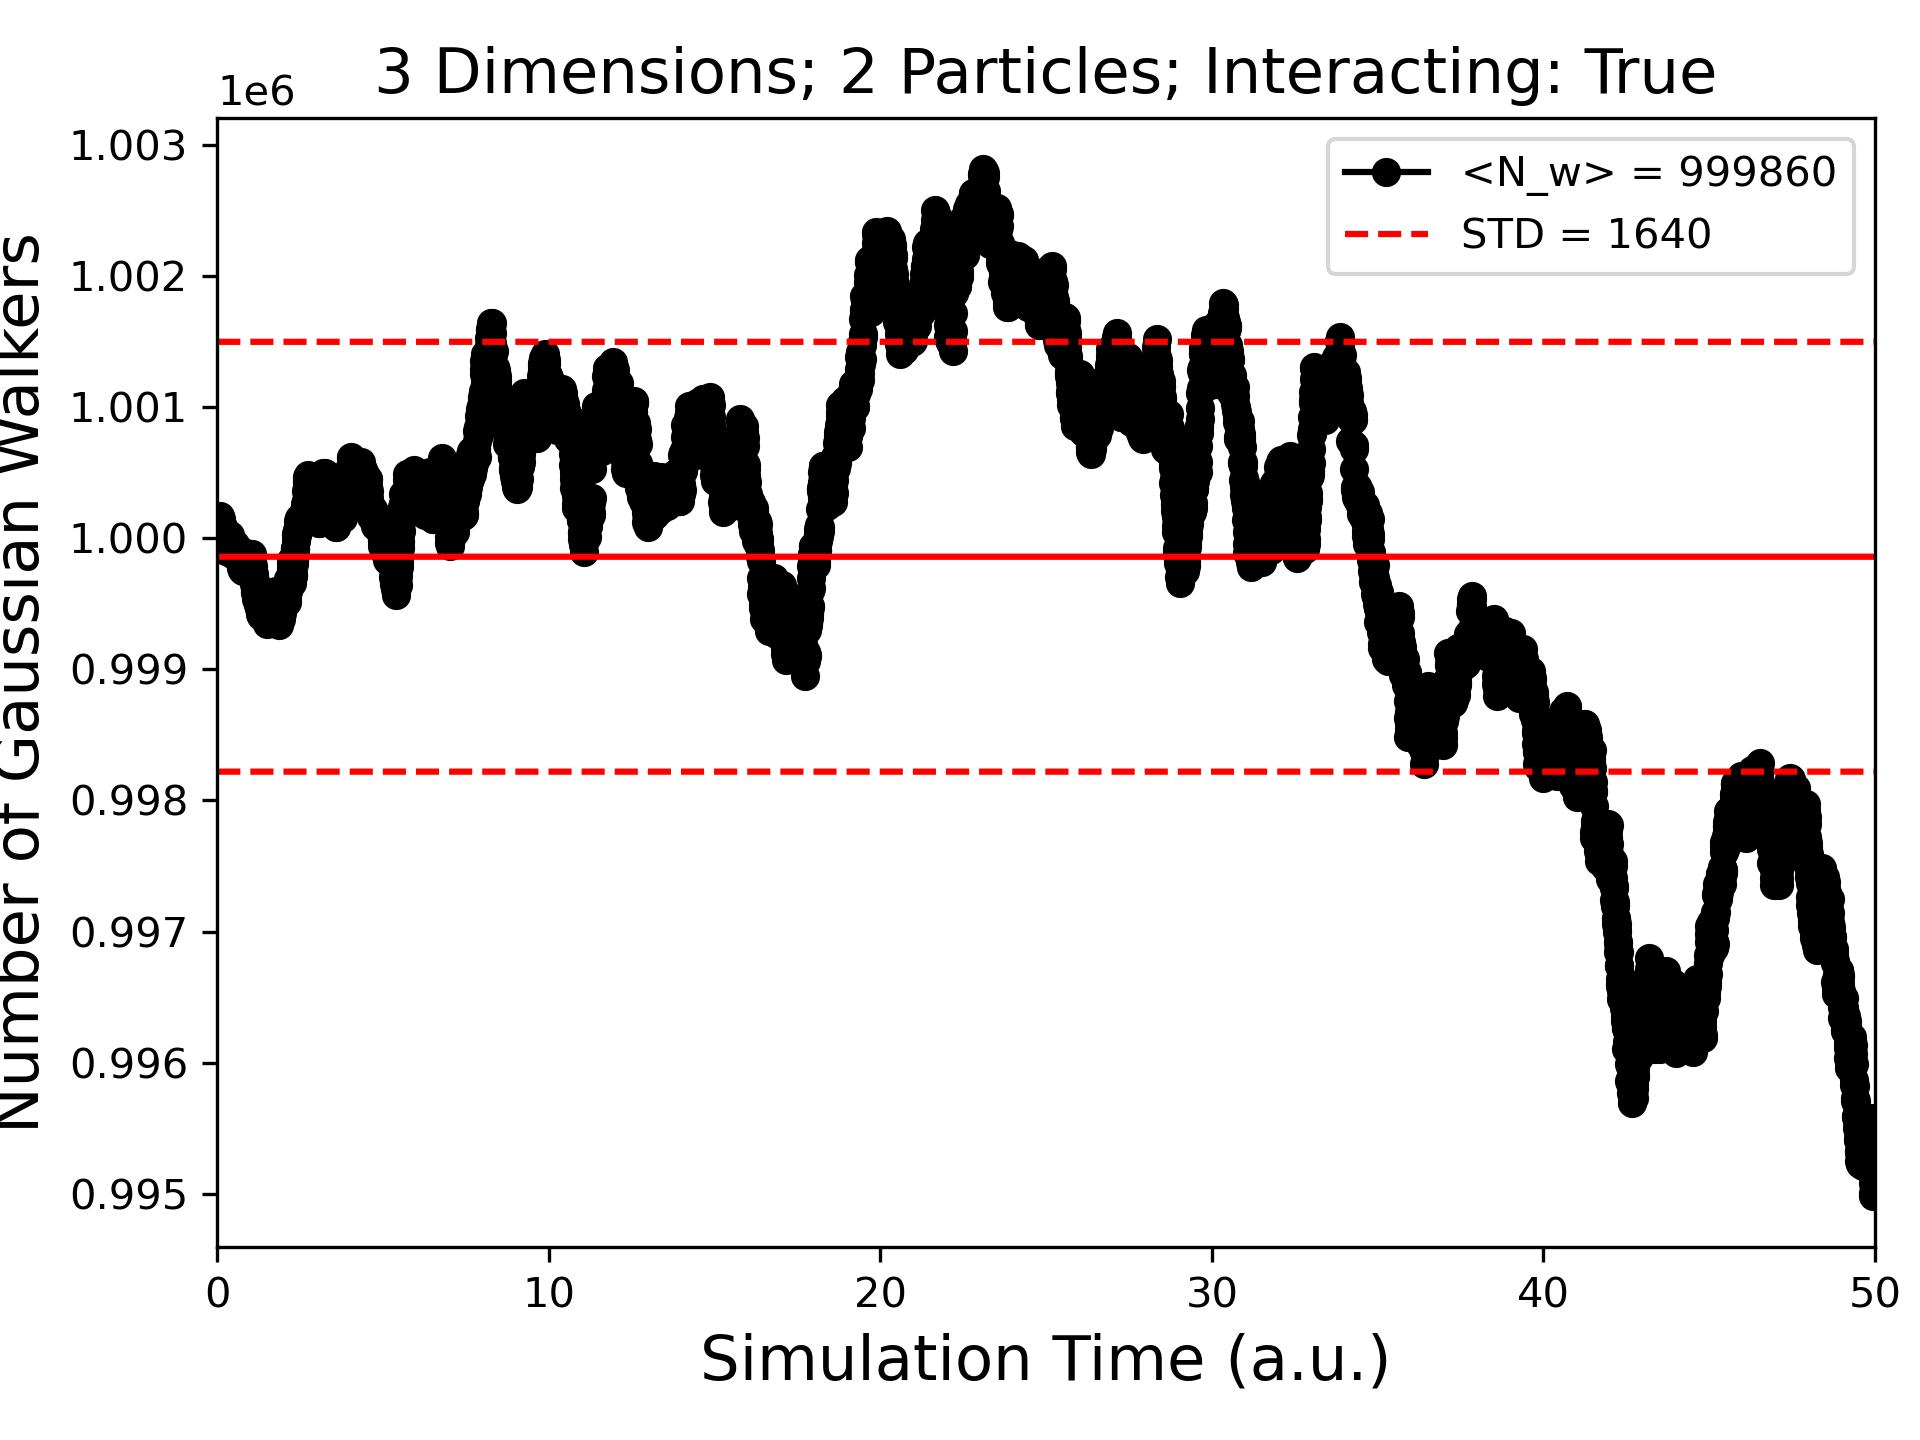 3 Dimensions; 2 Particles; Interacting: True
1e6
<N_w> = 999860
STD = 1640
1.003
1.002
1.001
1.000
0.999
0.998
0.997
0.996
0.995
Number of Gaussian Walkers
0 10 20 30 40 50
Simulation Time (a.u.)